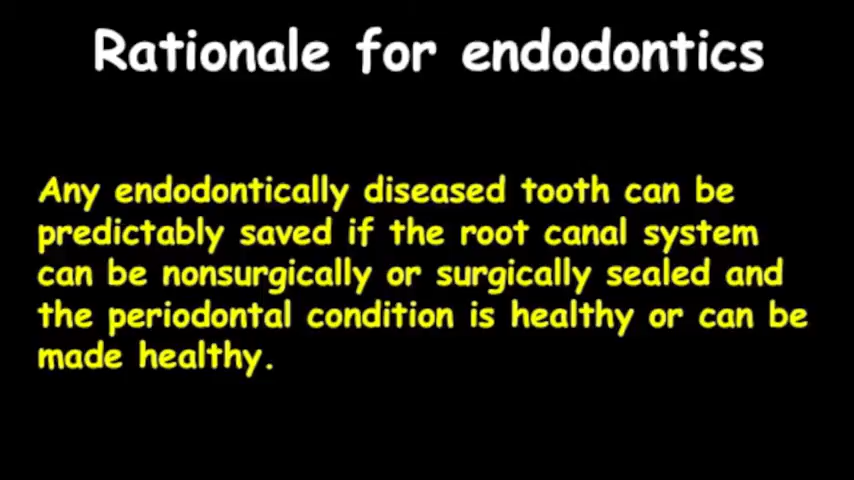 Rationale for endodontics
Any endodontically diseased tooth can be
predictably saved if the root canal system
can be nonsurgically or surgically sealed and
the periodontal condition is healthy or can be
made healthy.